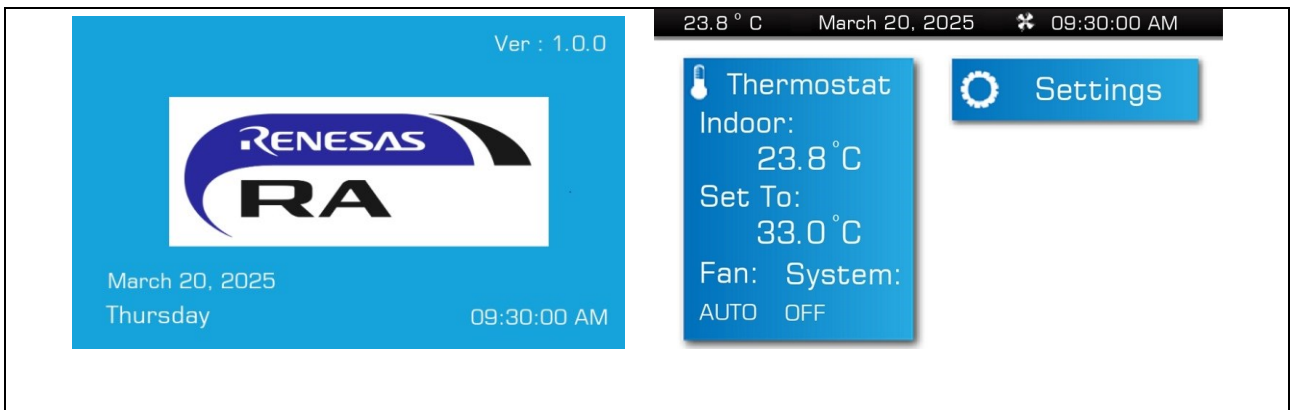 Ver : 1.0.0
RENESAS
RA
March 20, 2025
Thursday 09:30:00 AM
23.8 ° C March 20, 2025 09:30:00 AM
Thermostat
Indoor:
23.8 °C
Set To:
33.0 °C
Fan: System:
AUTO OFF
Settings